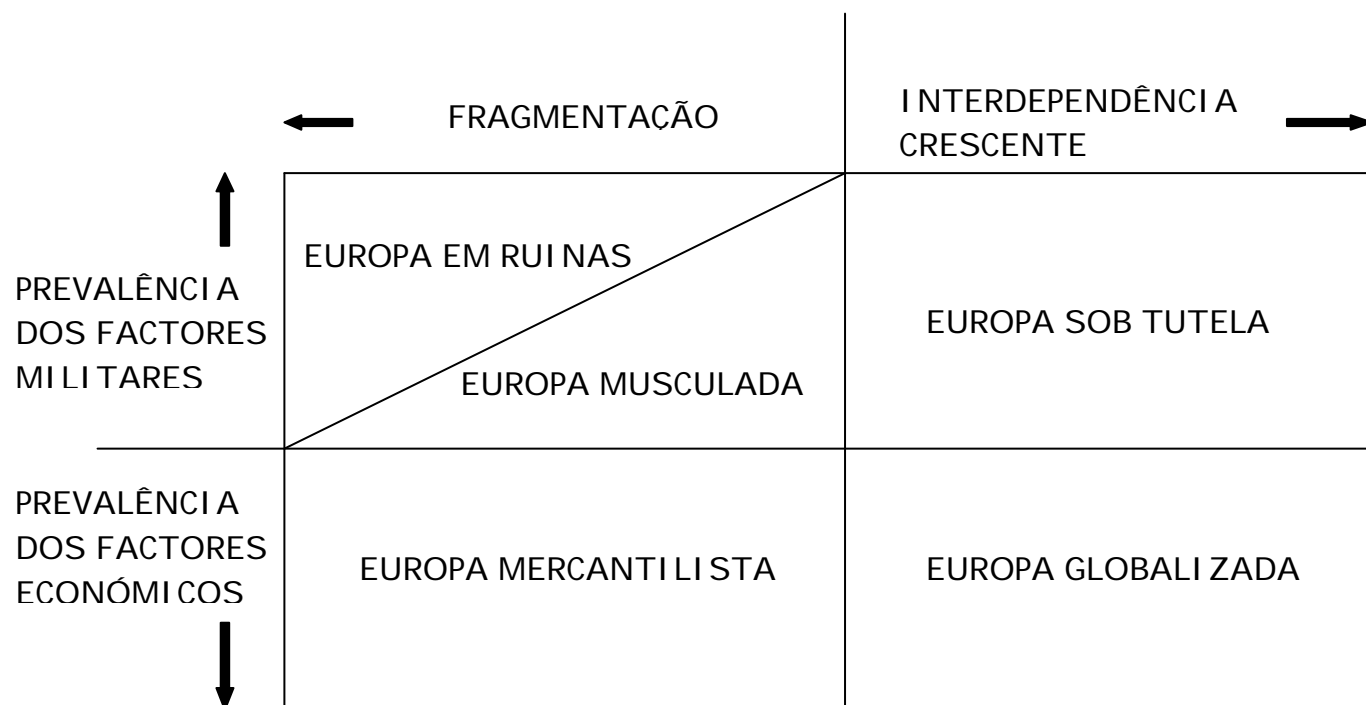 FRAGMENTAÇÃO
INTERDEPENDÊNCIA
CRESCENTE
EUROPA EM RUINAS
PREVALÊNCIA
DOS FACTORES
MILITARES
EUROPA SOB TUTELA
EUROPA MUSCULADA
PREVALÊNCIA
DOS FACTORES
ECONÓMICOS
EUROPA MERCANTILISTA
EUROPA GLOBALIZADA